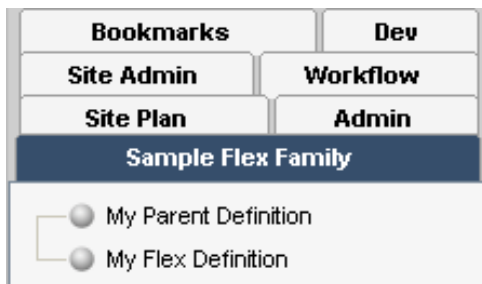 Bookmarks Dev
Site Admin Workflow
Site Plan Admin
Sample Flex Family
My Parent Definition
My Flex Definition